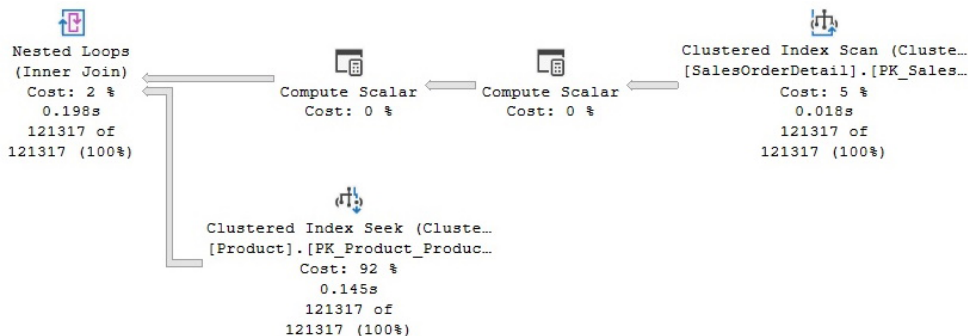 Nested Loops
(Inner Join)
Cost: 2 %
0.198s
121317 of
121317 (100%)
Compute Scalar
Cost: 0 %
Compute Scalar
Cost: 0 %
Clustered Index Scan (Cluste…
[SalesOrderDetail].[PK_Sales…
Cost: 5 %
0.018s
121317 of
121317 (100%)
Clustered Index Seek (Cluste…
[Product].[PK_Product_Produc…
Cost: 92 %
0.145s
121317 of
121317 (100%)